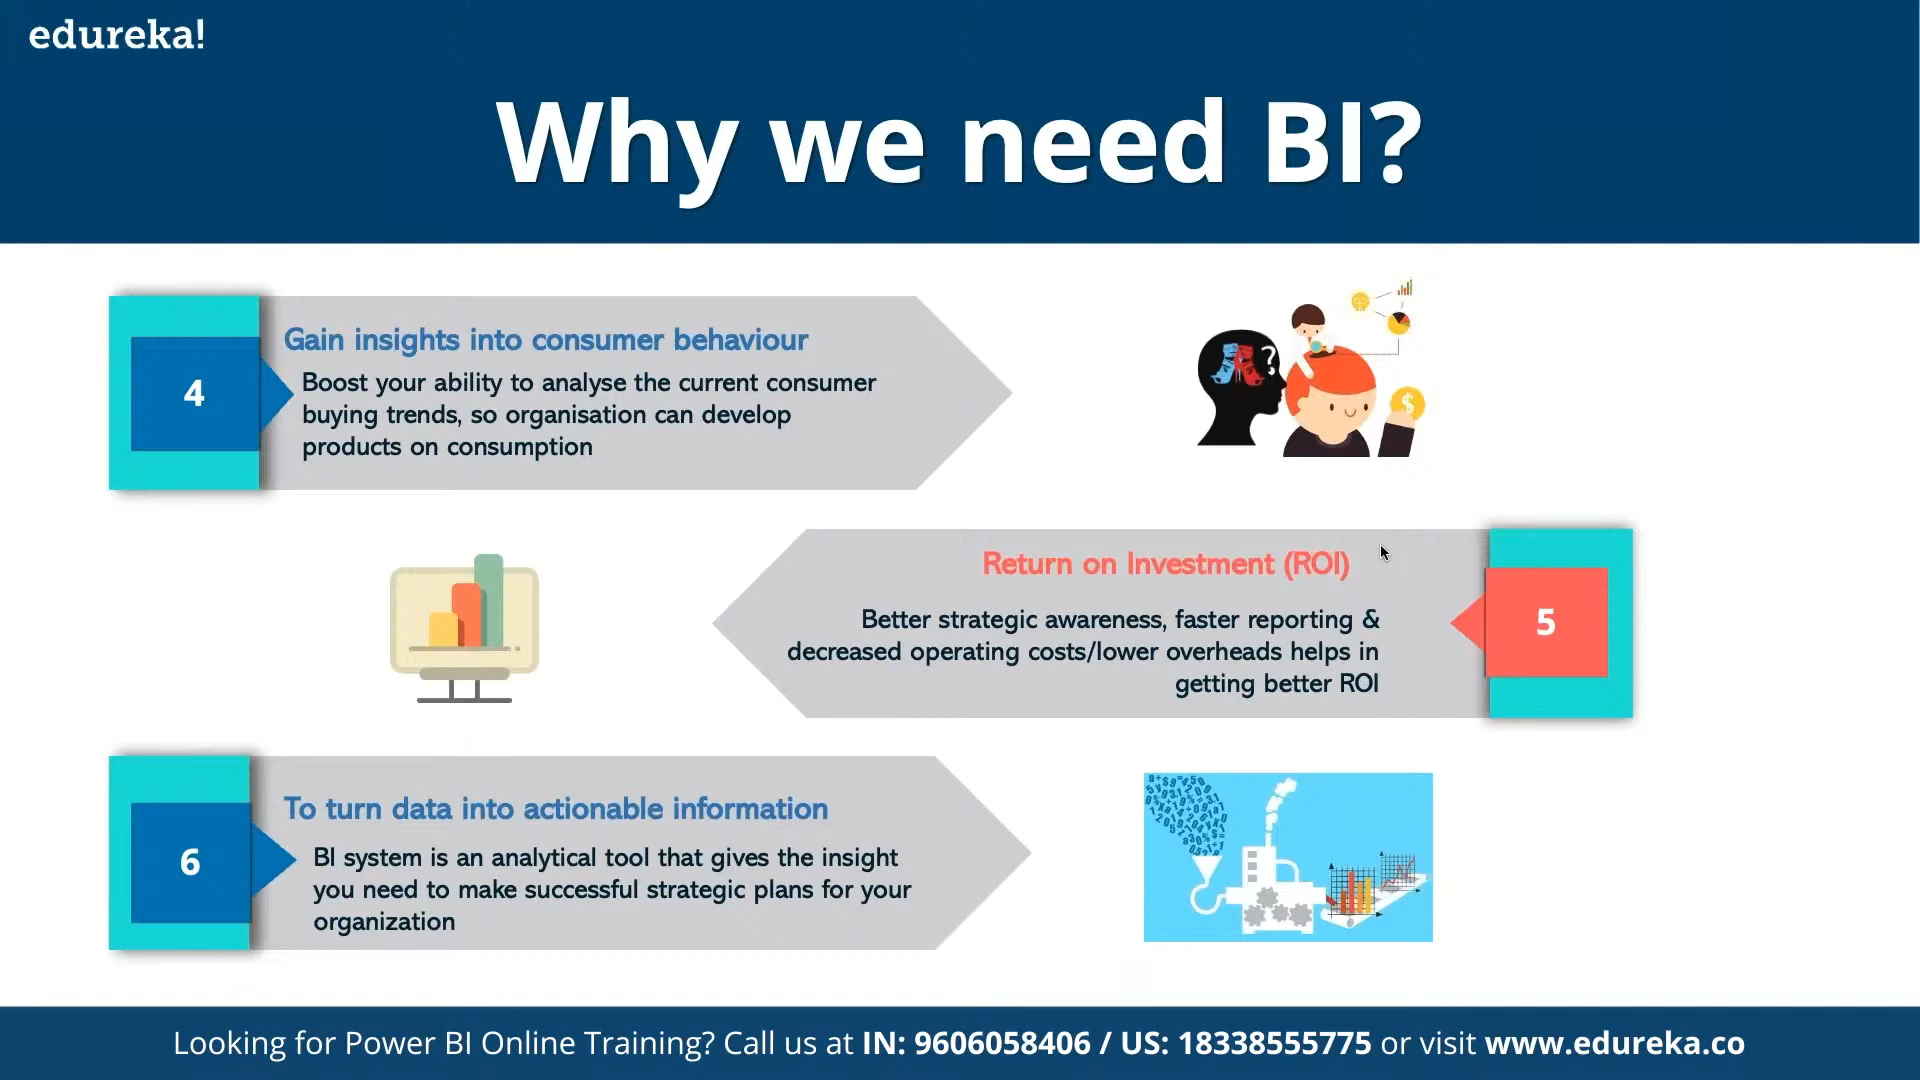 edureka!
Why we need BI?
4
Gain insights into consumer behaviour
Boost your ability to analyse the current consumer
buying trends, so organisation can develop
products on consumption
?
$
Return on Investment (ROI)
Better strategic awareness, faster reporting &
decreased operating costs/lower overheads helps in
getting better ROI
5
6
To turn data into actionable information
BI system is an analytical tool that gives the insight
you need to make successful strategic plans for your
organization
Looking for Power BI Online Training? Call us at IN: 9606058406 / US: 18338555775 or visit www.edureka.co